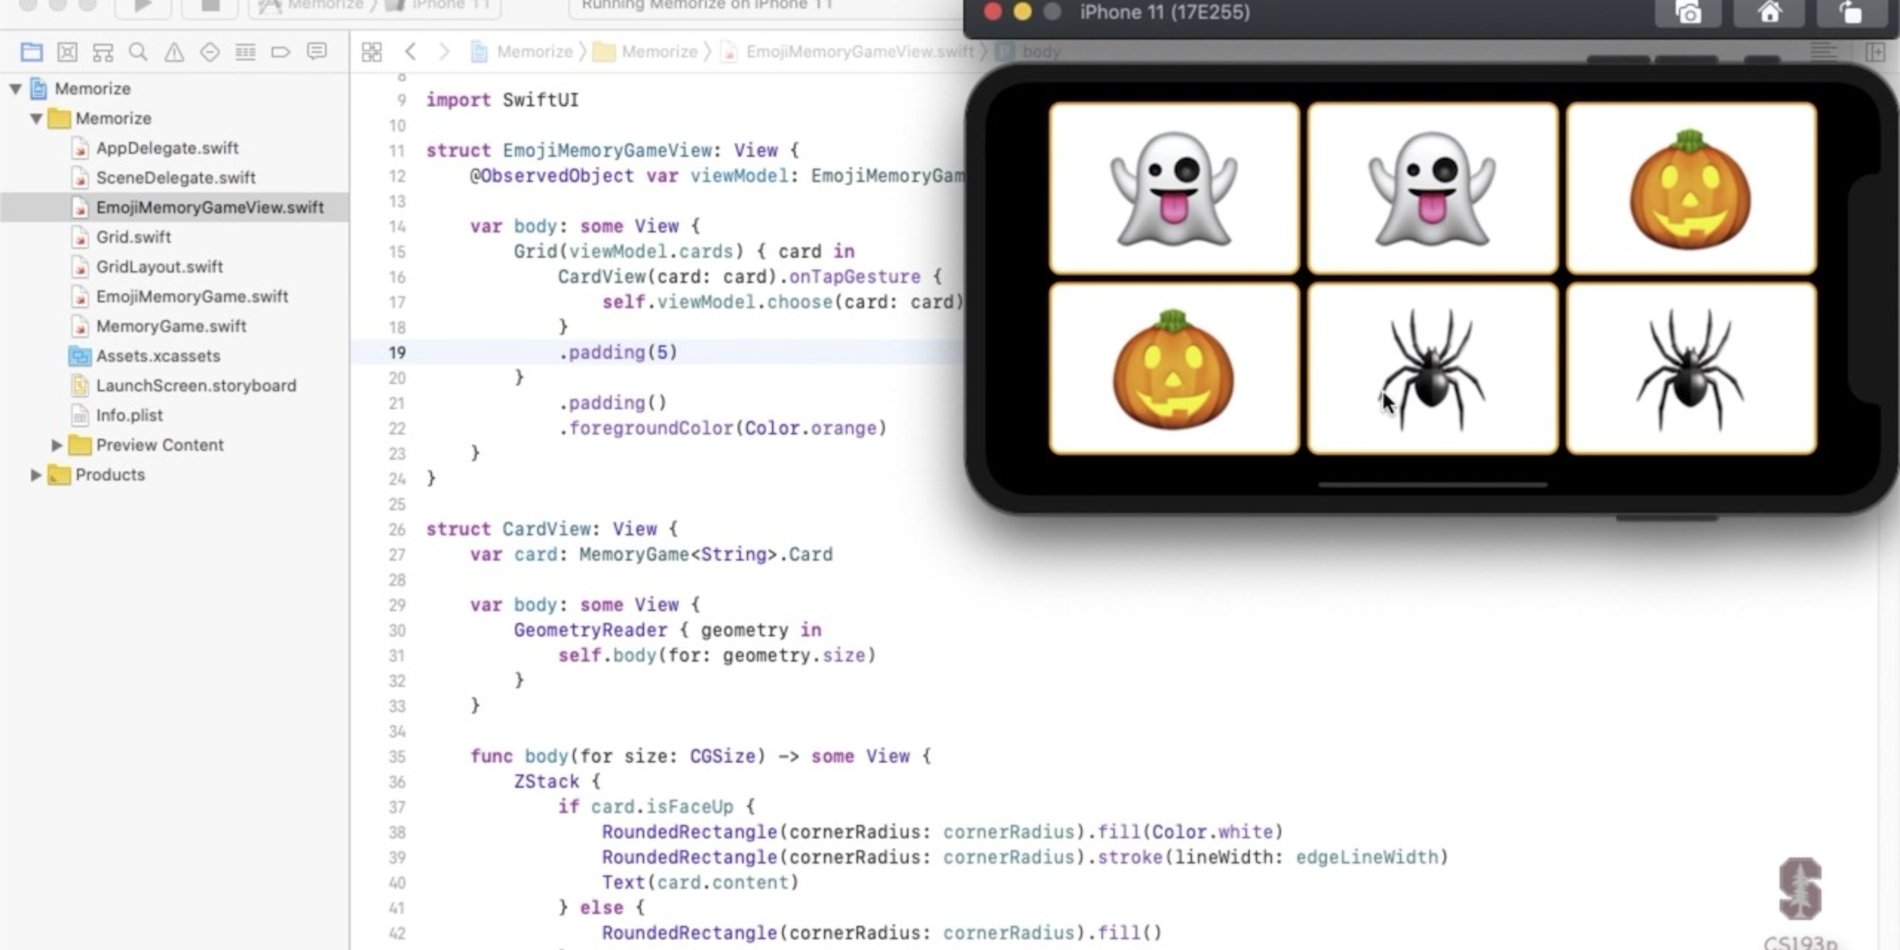 Memorize
iPhone 11
Running Memorize on iPhone 11
iPhone 11 (17E255)
Memorize
Memorize
EmojiMemoryGameView.swift
body
Memorize
Memorize
AppDelegate.swift
SceneDelegate.swift
EmojiMemoryGameView.swift
Grid.swift
GridLayout.swift
EmojiMemoryGame.swift
MemoryGame.swift
Assets.xcassets
LaunchScreen.storyboard
Info.plist
Preview Content
Products
8
9 import SwiftUI
10
11 struct EmojiMemoryGameView: View {
12 @ObservedObject var viewModel: EmojiMemoryGam
13
14 var body: some View {
15 Grid(viewModel.cards) { card in
16 CardView(card: card).onTapGesture {
17 self.viewModel.choose(card: card)
18 }
19 .padding(5)
20 }
21 .padding()
22 .foregroundColor(Color.orange)
23 }
24 }
25
26 struct CardView: View {
27 var card: MemoryGame<String>.Card
28
29 var body: some View {
30 GeometryReader { geometry in
31 self.body(for: geometry.size)
32 }
33 }
34
35 func body(for size: CGSize) -> some View {
36 ZStack {
37 if card.isFaceUp {
38 RoundedRectangle(cornerRadius: cornerRadius).fill(Color.white)
39 RoundedRectangle(cornerRadius: cornerRadius).stroke(lineWidth: edgeLineWidth)
40 Text(card.content)
41 } else {
42 RoundedRectangle(cornerRadius: cornerRadius).fill()
S
CS193p